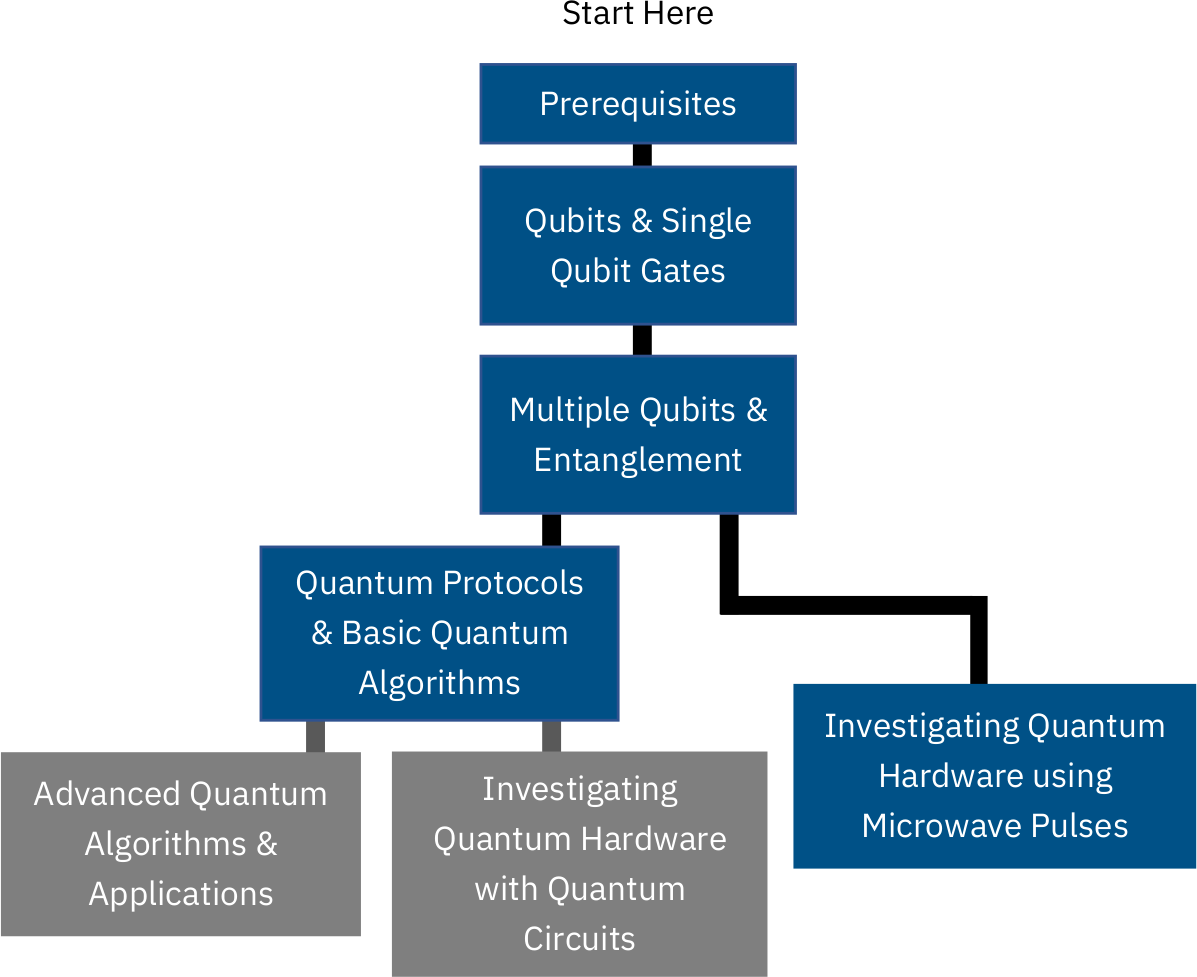 Start Here
Prerequisites
Qubits & Single
Qubit Gates
Multiple Qubits &
Entanglement
Quantum Protocols
& Basic Quantum
Algorithms
Investigating Quantum
Hardware using
Microwave Pulses
Advanced Quantum
Algorithms &
Applications
Investigating
Quantum Hardware
with Quantum
Circuits